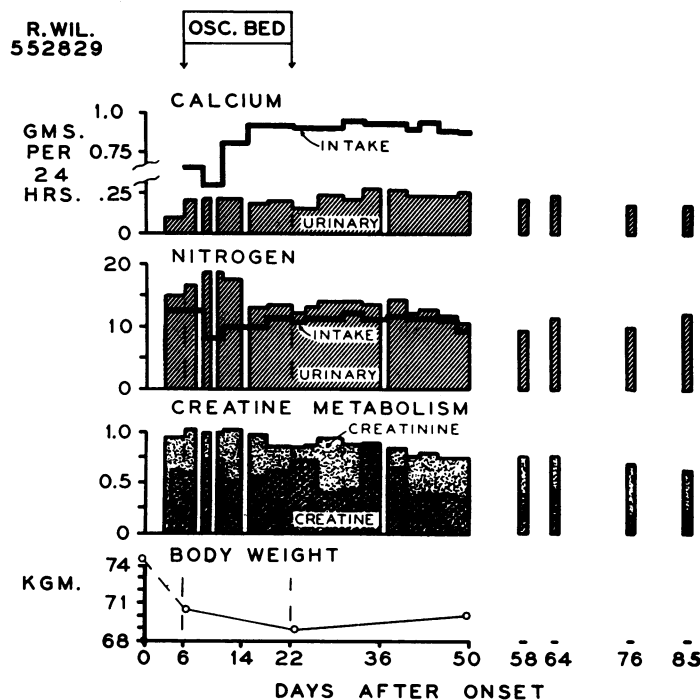 R. WIL.
552829
OSC. BED
CALCIUM
GMS.
PER
24
HRS.
1.0
0.75
.25
0
INTAKE
URINARY
NITROGEN
20
10
0
INTAKE
URINARY
CREATINE METABOLISM
1.0
0.5
0
CREATININE
CREATINE
BODY WEIGHT
KGM.
74
71
68
0 6 14 22 36 50 58 64 76 85
DAYS AFTER ONSET